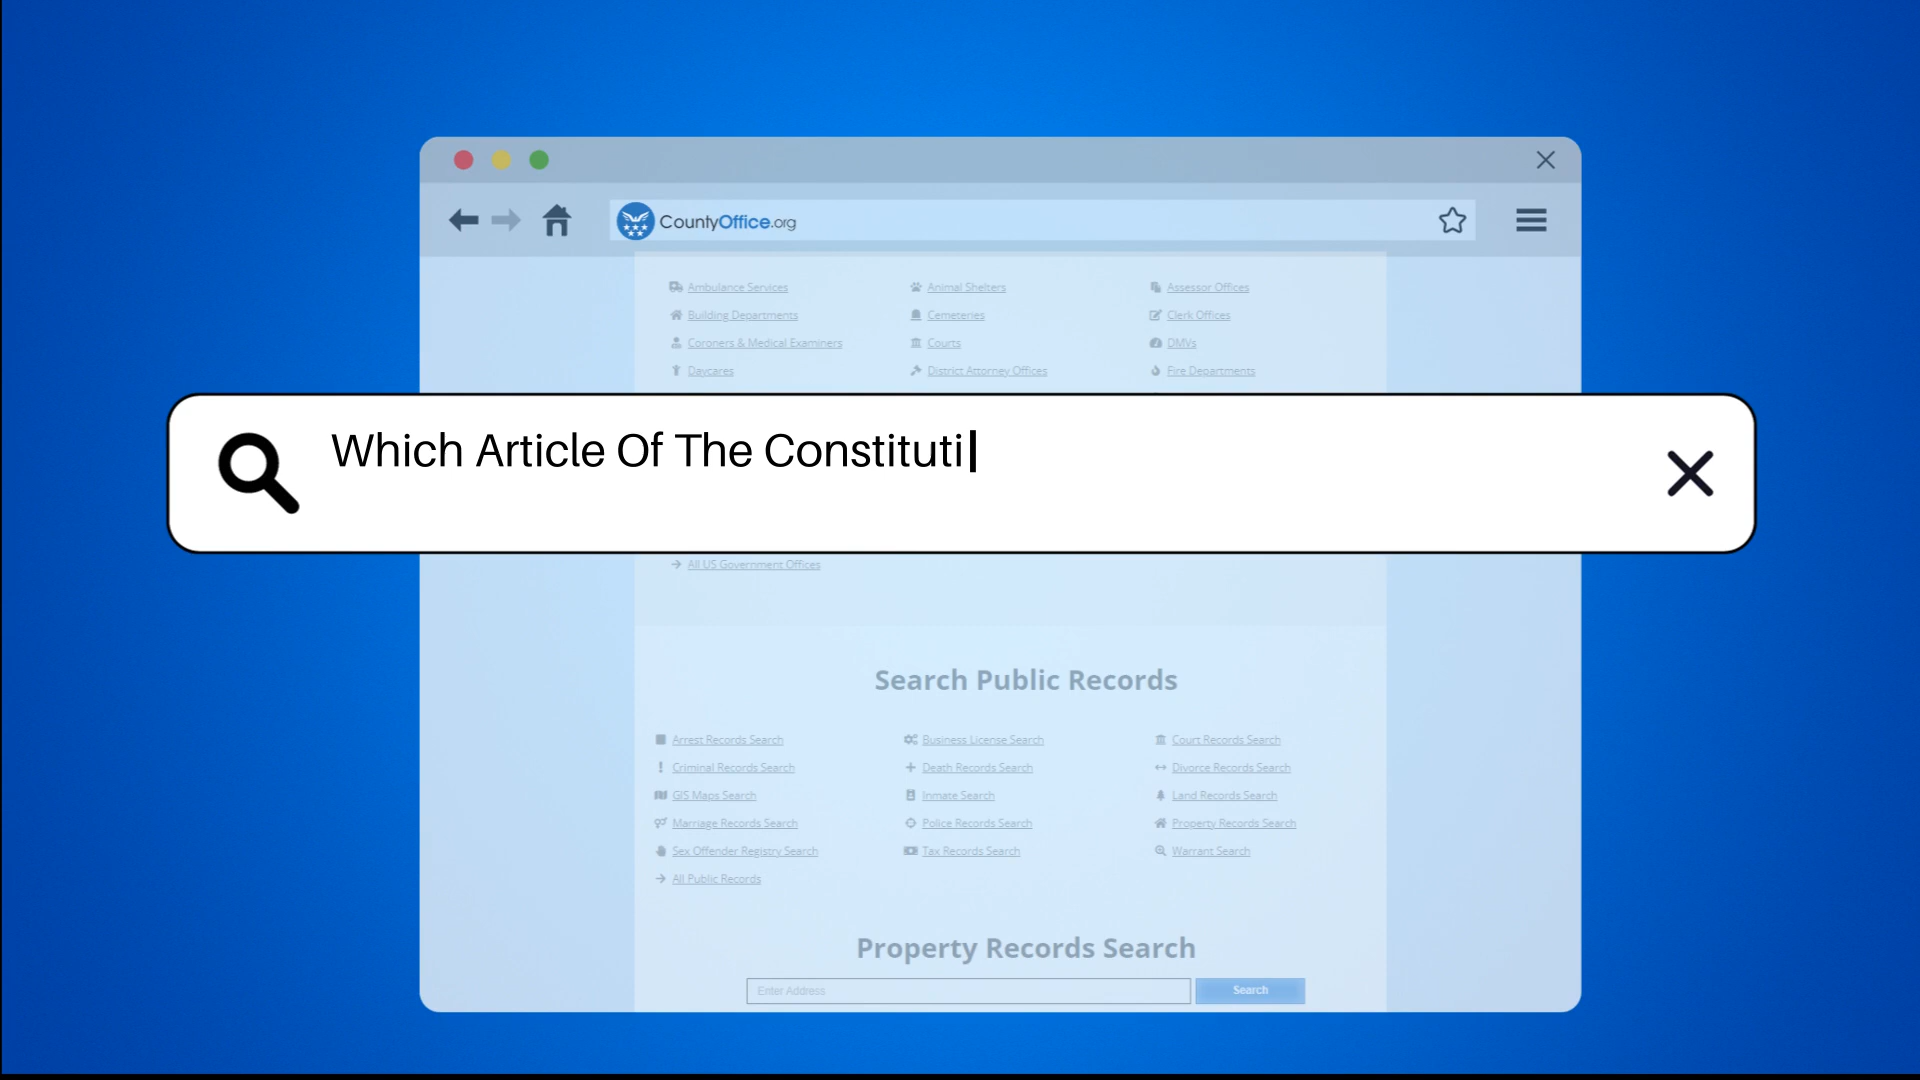 CountyOffice.org
Ambulance Services Animal Shelters Assessor Offices
Building Departments Cemeteries Clerk Offices
Coroners & Medical Examiners Courts DMVs
Daycares District Attorney Offices Fire Departments
Which Article Of The Constituti
All US Government Offices
Search Public Records
Arrest Records Search Business License Search Court Records Search
Criminal Records Search Death Records Search Divorce Records Search
GIS Maps Search Inmate Search Land Records Search
Marriage Records Search Police Records Search Property Records Search
Sex Offender Registry Search Tax Records Search Warrant Search
All Public Records
Property Records Search
Enter Address Search